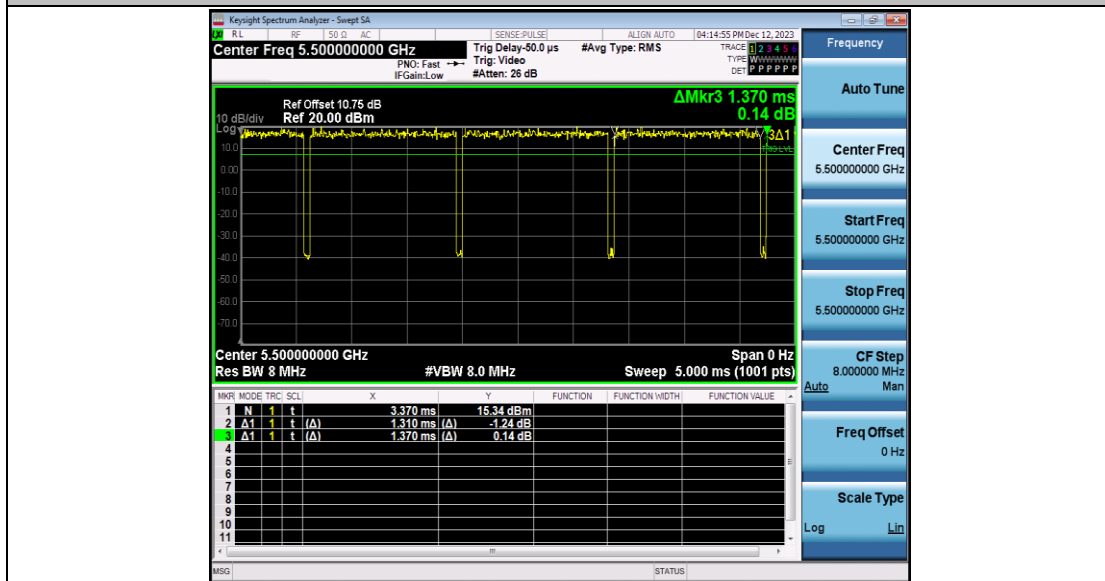 Keysight Spectrum Analyzer - Swept SA
RL RF 50 Ω AC SENSE:PULSE ALIGN AUTO 04:14:55 PM Dec 12, 2023
Center Freq 5.500000000 GHz Trig Delay-50.0 µs #Avg Type: RMS TRACE 1 2 3 4 5 6
PNO: Fast Trig: Video TYPE W
IFGain:Low #Atten: 26 dB DET P P P P P P
ΔMkr3 1.370 ms
Ref Offset 10.75 dB 0.14 dB
10 dB/div Ref 20.00 dBm
Log
3Δ1
TRIG LVL
10.0
0.00
-10.0
-20.0
-30.0
-40.0
-50.0
-60.0
-70.0
Center 5.500000000 GHz Span 0 Hz
Res BW 8 MHz #VBW 8.0 MHz Sweep 5.000 ms (1001 pts)
MKR MODE TRC SCL X Y FUNCTION FUNCTION WIDTH FUNCTION VALUE
1 N 1 t 3.370 ms 15.34 dBm
2 Δ1 1 t (Δ) 1.310 ms (Δ) -1.24 dB
3 Δ1 1 t (Δ) 1.370 ms (Δ) 0.14 dB
4
5
6
7
8
9
10
11
MSG STATUS
Frequency
Auto Tune
Center Freq
5.500000000 GHz
Start Freq
5.500000000 GHz
Stop Freq
5.500000000 GHz
CF Step
8.000000 MHz
Auto Man
Freq Offset
0 Hz
Scale Type
Log Lin